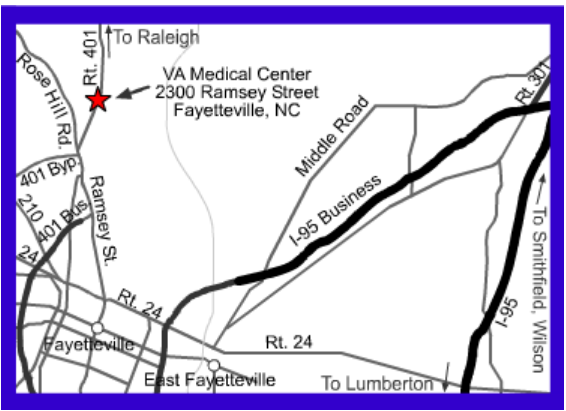 To Raleigh
Rt. 401
VA Medical Center
2300 Ramsey Street
Fayetteville, NC
Rose Hill Rd.
Rt. 301
Middle Road
401 Byp.
Ramsey St.
210
401 Bus.
I-95 Business
To Smithfield, Wilson
24
Rt. 24
I-95
Fayetteville
Rt. 24
East Fayetteville
To Lumberton